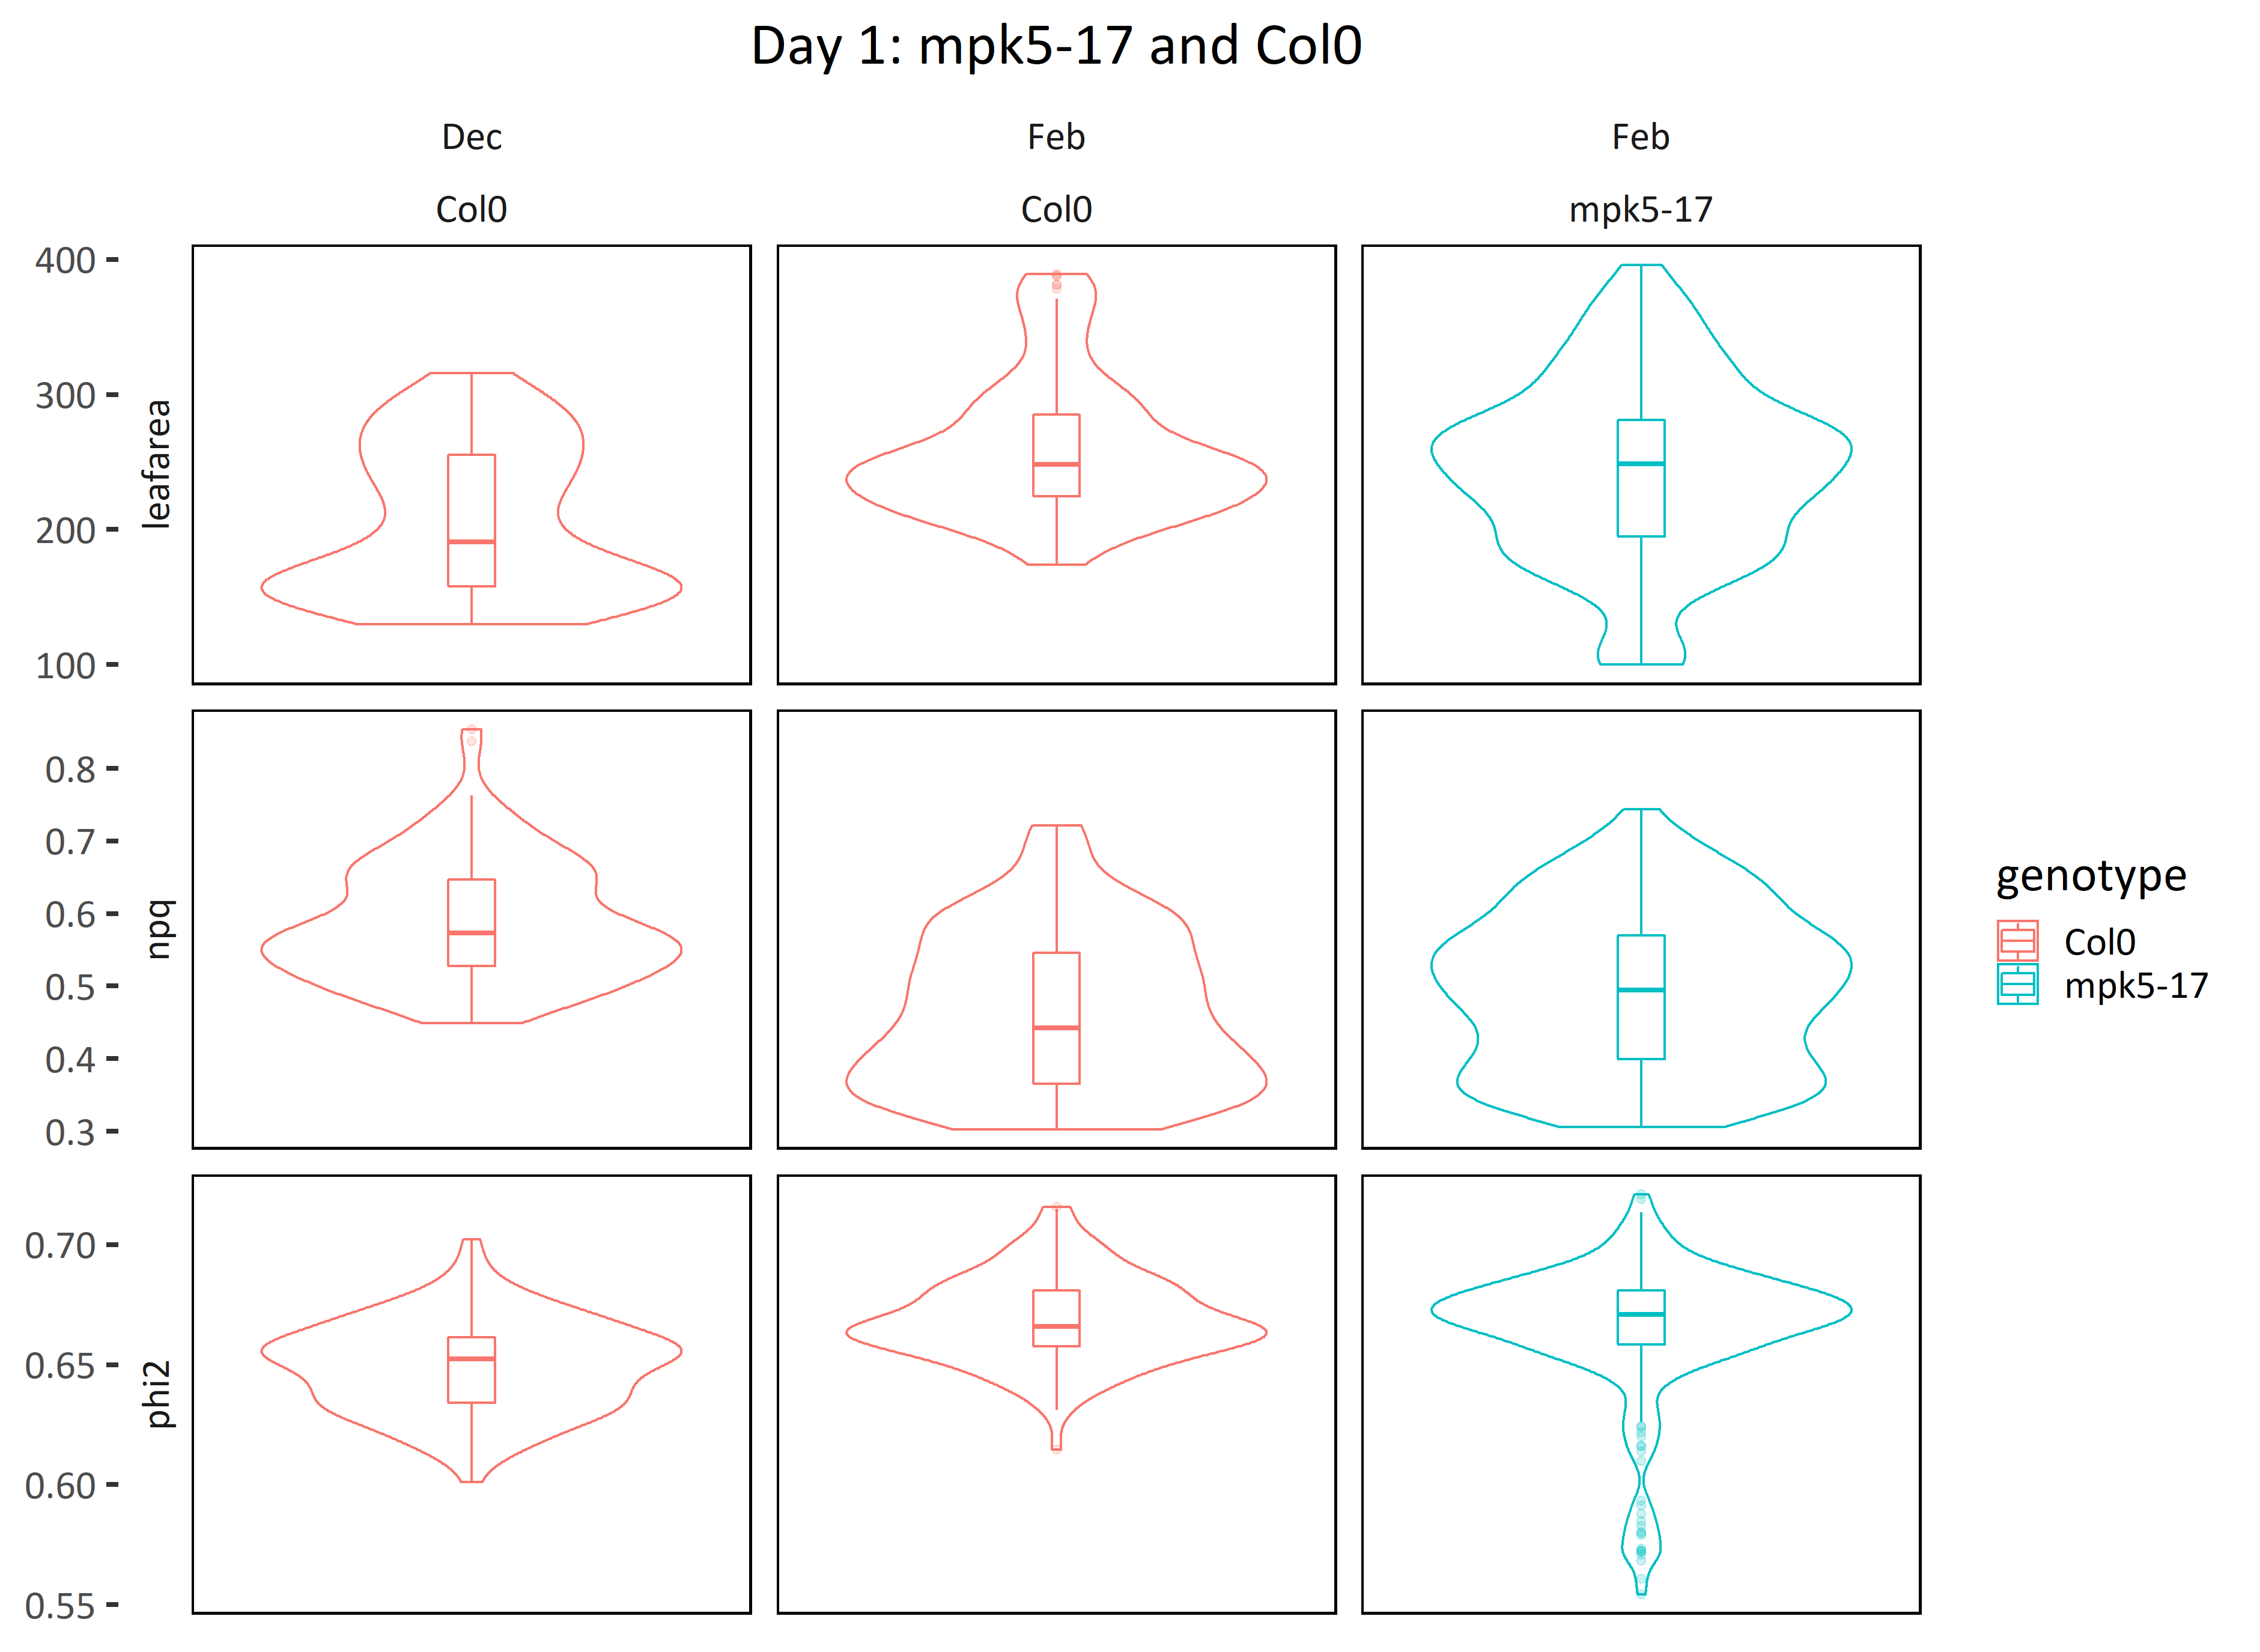 Day 1: mpk5-17 and Col0
Dec
Feb
Feb
Col0
Col0
mpk5-17
400
300
200
100
leafarea
0.8
0.7
0.6
0.5
0.4
0.3
npq
0.70
0.65
0.60
0.55
phi2
genotype
Col0
mpk5-17